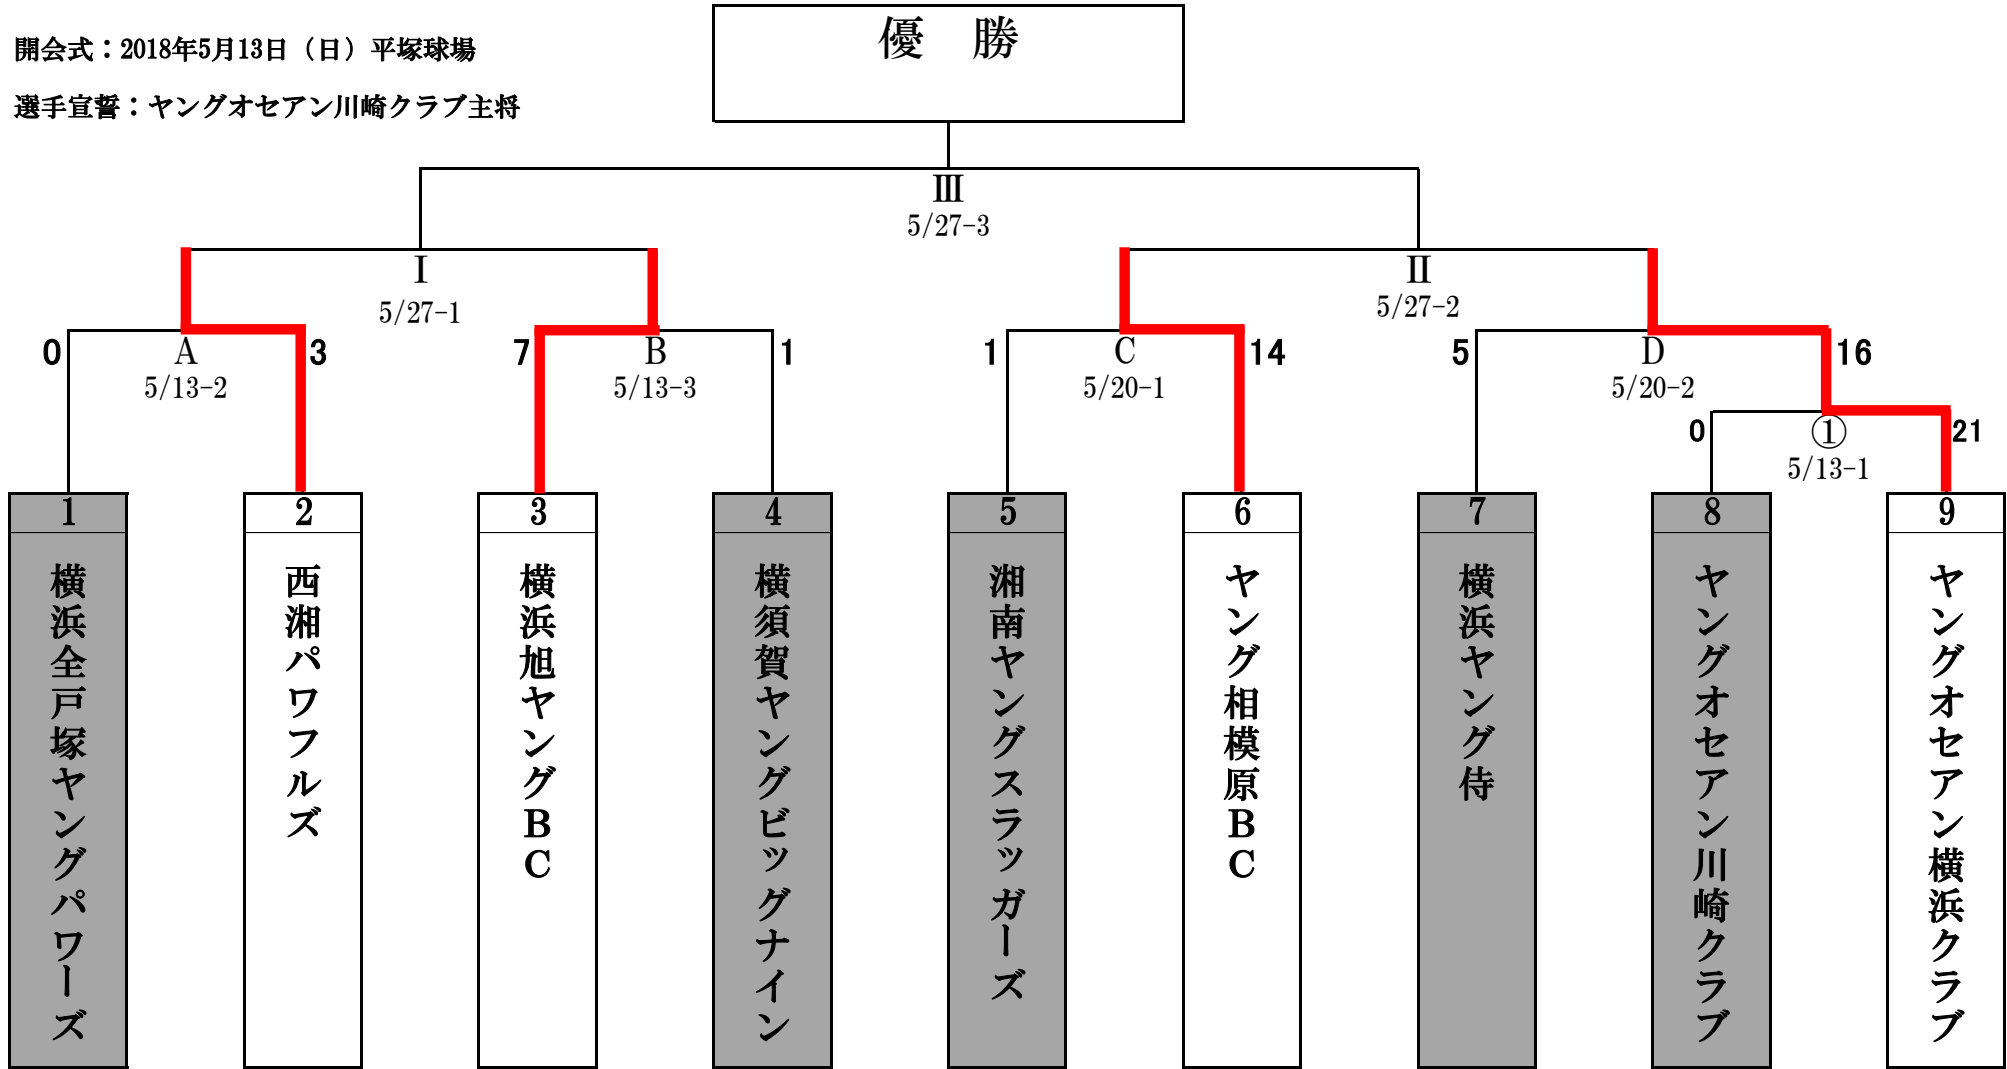 優　勝
開会式：2018年5月13日（日）平塚球場
選手宣誓：ヤングオセアン川崎クラブ主将
Ⅲ
5/27-3
Ⅰ
5/27-1
Ⅱ
5/27-2
0
A
5/13-2
3
7
B
5/13-3
1
1
C
5/20-1
14
5
D
5/20-2
16
0
①
5/13-1
21
1
横浜全戸塚ヤングパワーズ
2
西湘パワフルズ
3
横浜旭ヤングBC
4
横須賀ヤングビッグナイン
5
湘南ヤングスラッガーズ
6
ヤング相模原BC
7
横浜ヤング侍
8
ヤングオセアン川崎クラブ
9
ヤングオセアン横浜クラブ